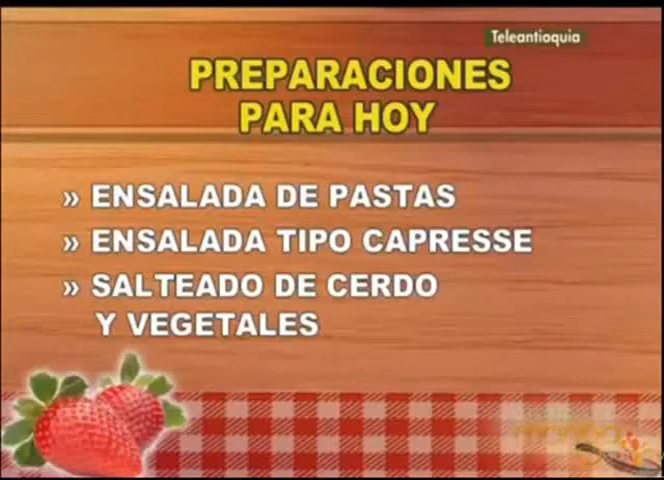 Teleantioquia
PREPARACIONES
PARA HOY
» ENSALADA DE PASTAS
» ENSALADA TIPO CAPRESSE
» SALTEADO DE CERDO
Y VEGETALES